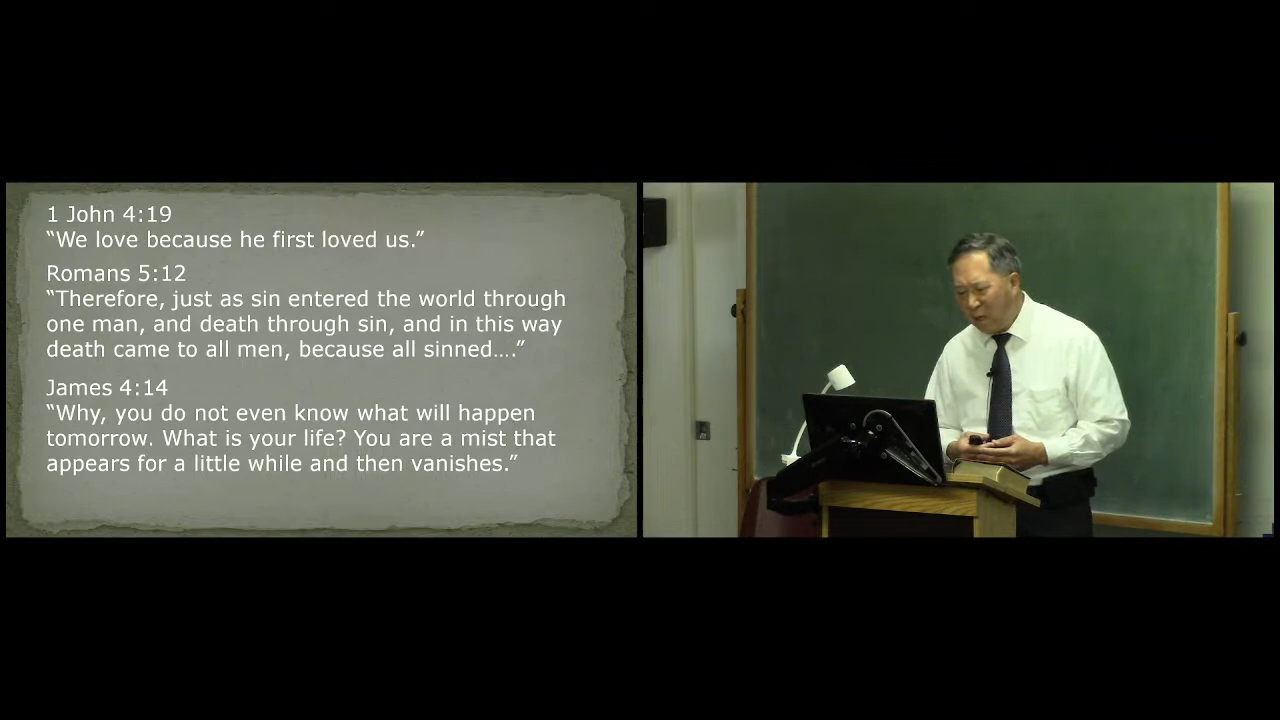 1 John 4:19
“We love because he first loved us.”
Romans 5:12
“Therefore, just as sin entered the world through
one man, and death through sin, and in this way
death came to all men, because all sinned….”
James 4:14
“Why, you do not even know what will happen
tomorrow. What is your life? You are a mist that
appears for a little while and then vanishes.”